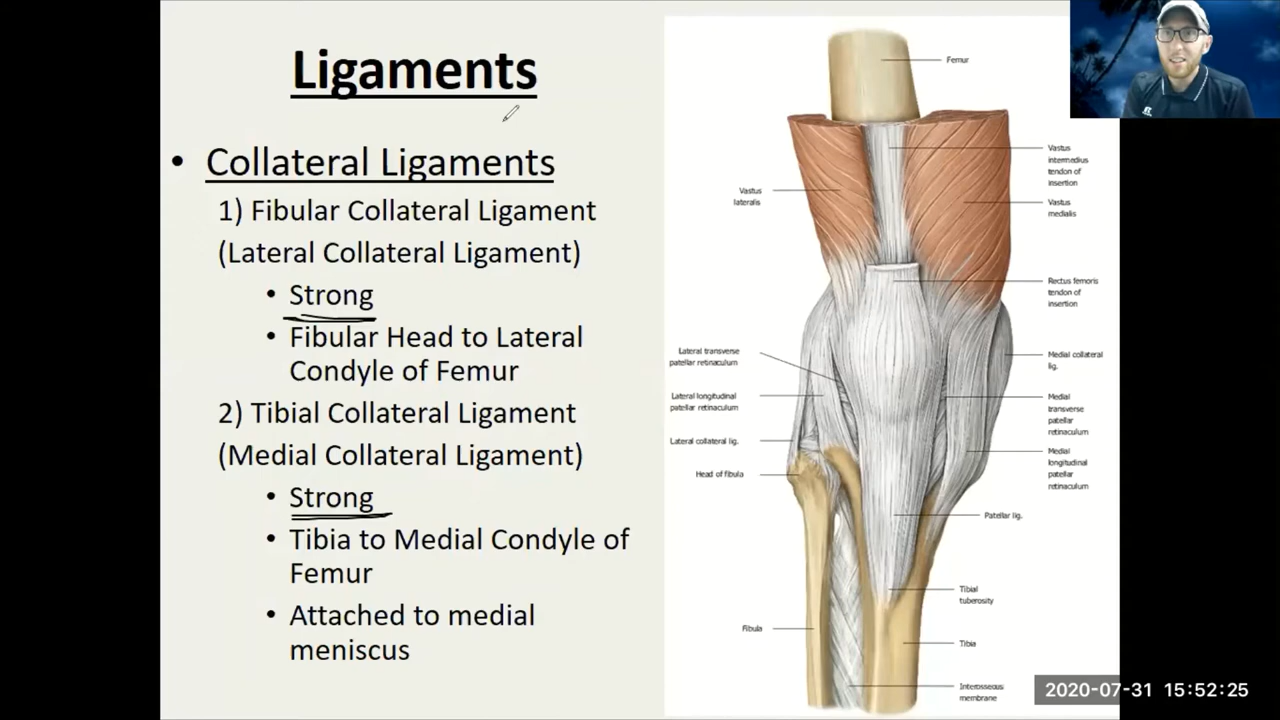 Ligaments
• Collateral Ligaments
1) Fibular Collateral Ligament
(Lateral Collateral Ligament)
• Strong
• Fibular Head to Lateral
Condyle of Femur
2) Tibial Collateral Ligament
(Medial Collateral Ligament)
• Strong
• Tibia to Medial Condyle of
Femur
• Attached to medial
meniscus
Femur
Vastus
intermedius
tendon of
insertion
Vastus
lateralis
Vastus
medialis
Rectus femoris
tendon of
insertion
Lateral transverse
patellar retinaculum
Medial collateral
lig.
Lateral longitudinal
patellar retinaculum
Medial
transverse
patellar
retinaculum
Lateral collateral lig.
Medial
longitudinal
patellar
retinaculum
Head of fibula
Patellar lig.
Tibial
tuberosity
Fibula
Tibia
Interosseous
membrane
2020-07-31 15:52:25